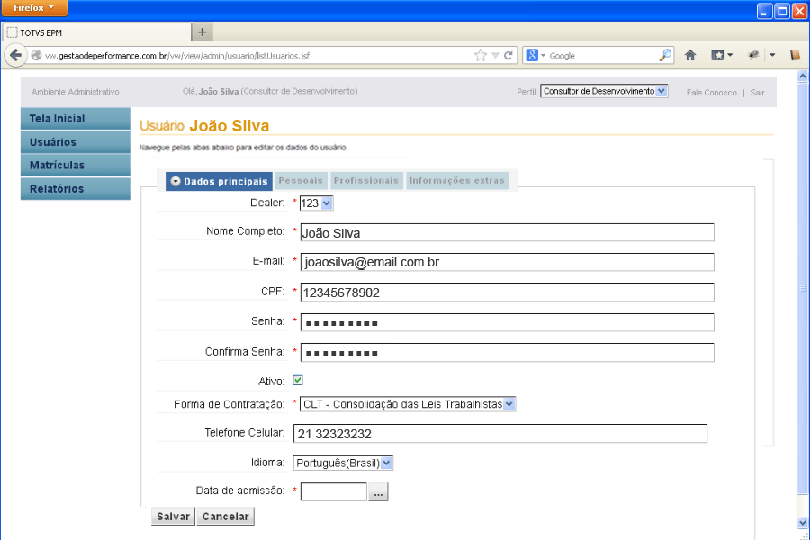 Firefox
TOTVS EPM
vw.gestaodeperformance.com.br/vw/view/admin/usuario/listUsuarios.jsf
Google
Ambiente Administrativo
Olá, João Silva (Consultor de Desenvolvimento)
Perfil Consultor de Desenvolvimento
Fale Conosco | Sair
Tela Inicial
Usuários
Matrículas
Relatórios
Usuário João Silva
Navegue pelas abas abaixo para editar os dados do usuário
Dados principais Pessoais Profissionais Informações extras
Dealer: * 123
Nome Completo: * João Silva
E-mail: * joaosilva@email.com.br
CPF: * 12345678902
Senha: *
Confirma Senha: *
Ativo:
Forma de Contratação: * CLT - Consolidação das Leis Trabalhistas
Telefone Celular: 21 32323232
Idioma: Português(Brasil)
Data de admissão: * ...
Salvar Cancelar